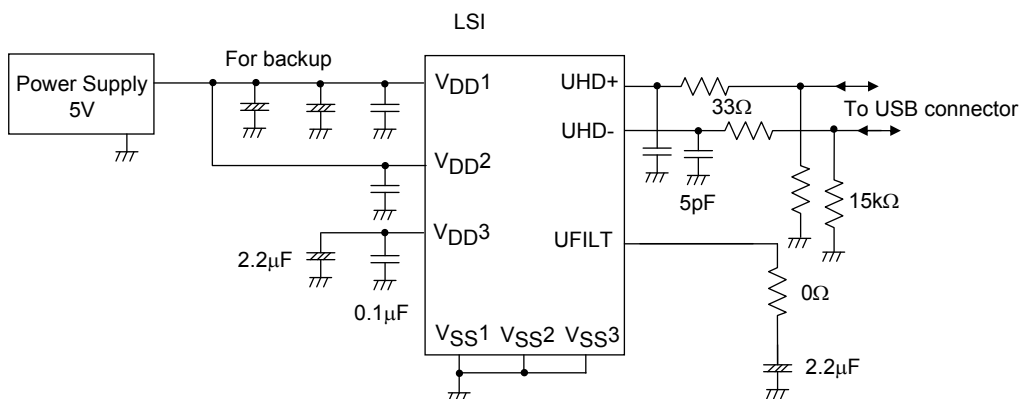 LSI
Power Supply
5V
For backup
VDD1
VDD2
VDD3
2.2μF
0.1μF
VSS1 VSS2 VSS3
UHD+
UHD-
UFILT
33Ω
To USB connector
5pF
15kΩ
0Ω
2.2μF